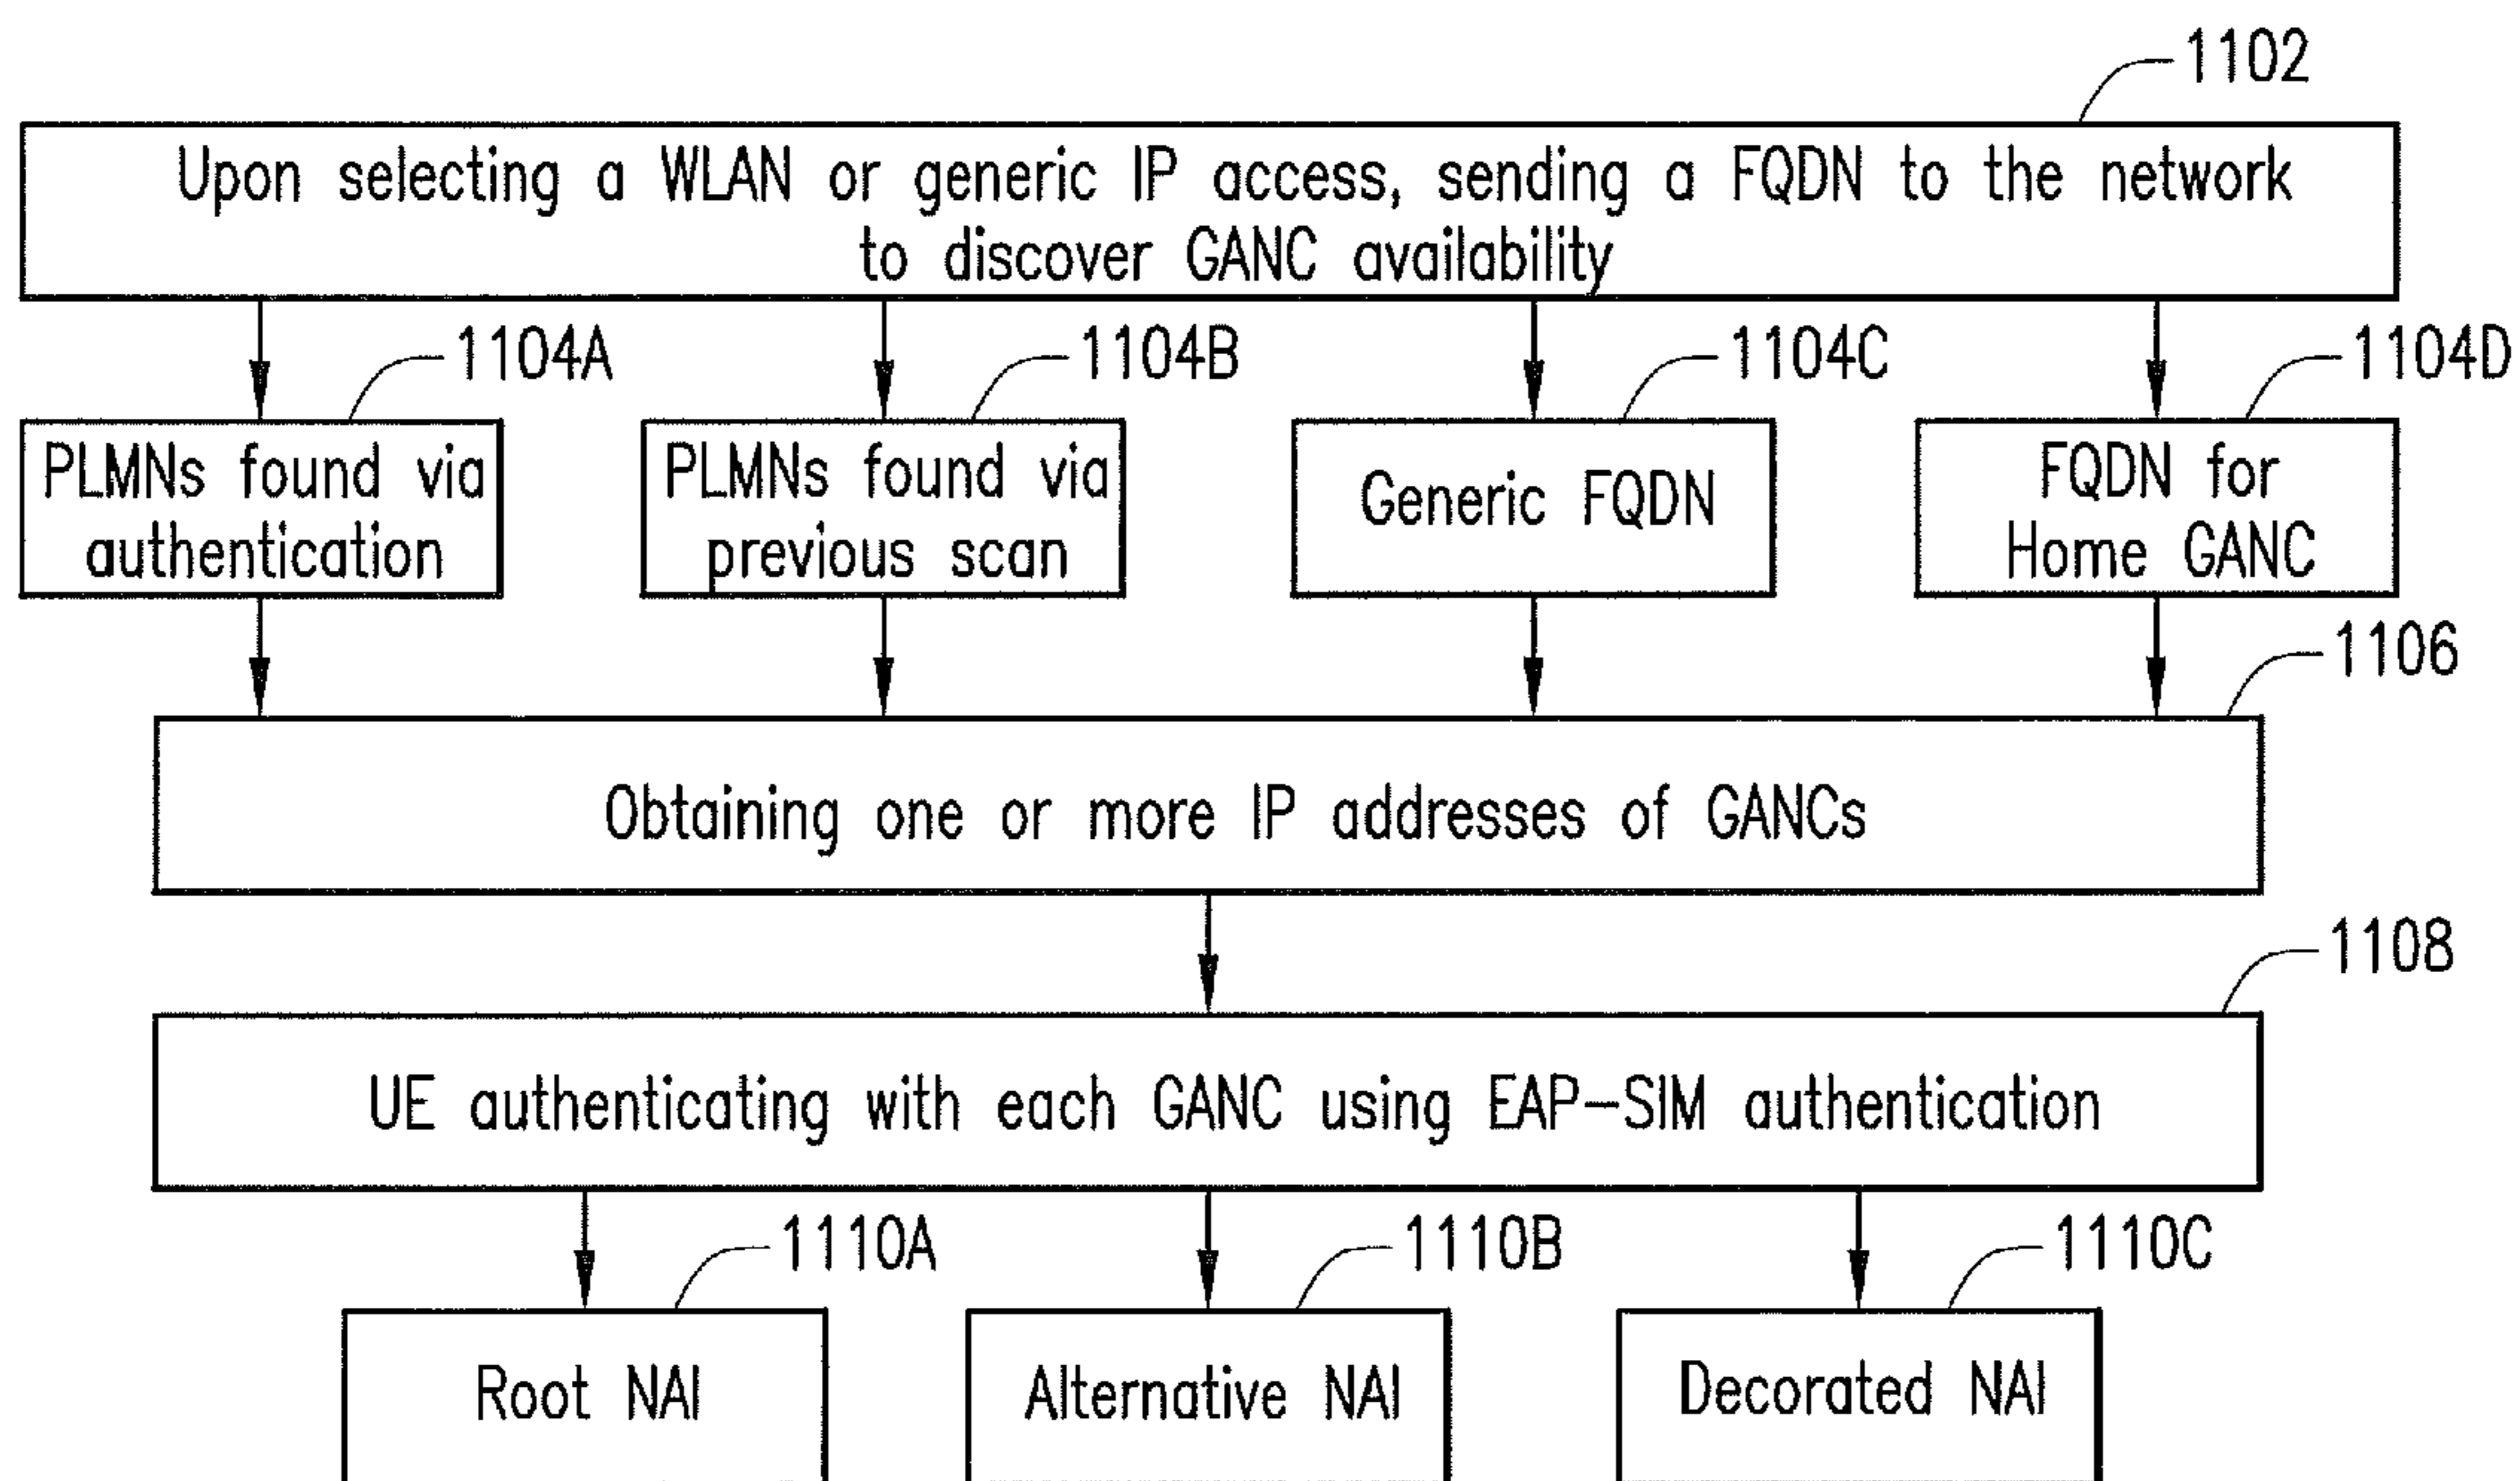 1102
Upon selecting a WLAN or generic IP access, sending a FQDN to the network
to discover GANC availability
1104A
1104B
1104C
1104D
PLMNs found via
authentication
PLMNs found via
previous scan
Generic FQDN
FQDN for
Home GANC
1106
Obtaining one or more IP addresses of GANCs
1108
UE authenticating with each GANC using EAP-SIM authentication
1110A
1110B
1110C
Root NAI
Alternative NAI
Decorated NAI